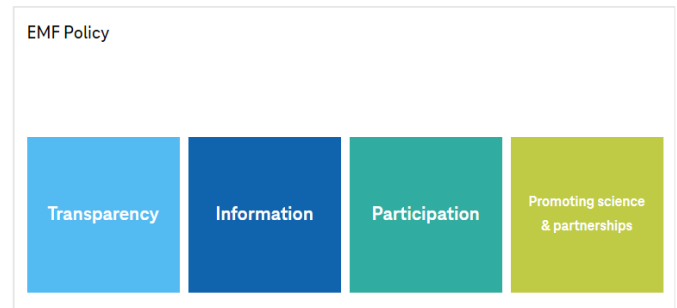 EMF Policy
Transparency
Information
Participation
Promoting science
& partnerships